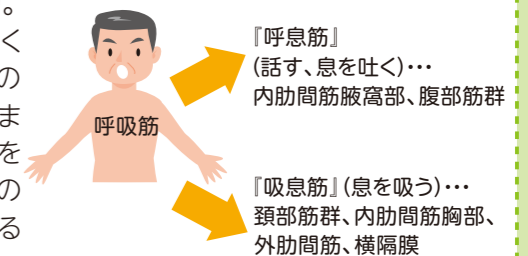 。
く
の
ま
を
の
る
呼吸筋
『呼息筋』
(話す、息を吐く)･･･
内肋間筋腋窩部、腹部筋群
『吸息筋』(息を吸う)･･･
頚部筋群、内肋間筋胸部、
外肋間筋、横隔膜